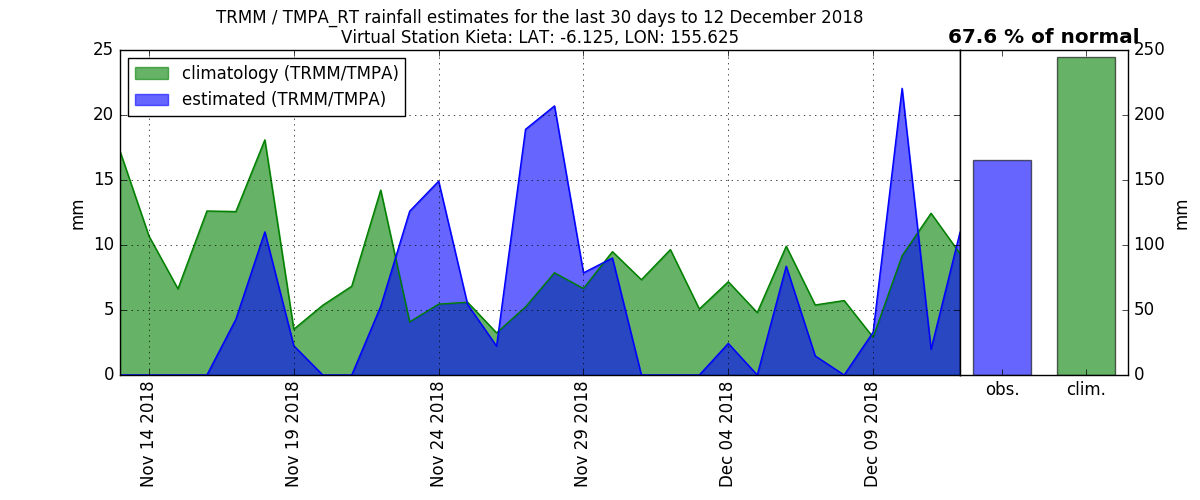 TRMM / TMPA_RT rainfall estimates for the last 30 days to 12 December 2018
Virtual Station Kieta: LAT: -6.125, LON: 155.625
67.6 % of normal
climatology (TRMM/TMPA)
estimated (TRMM/TMPA)
25
20
15
10
5
0
mm
Nov 14 2018
Nov 19 2018
Nov 24 2018
Nov 29 2018
Dec 04 2018
Dec 09 2018
obs.
clim.
250
200
150
100
50
0
mm